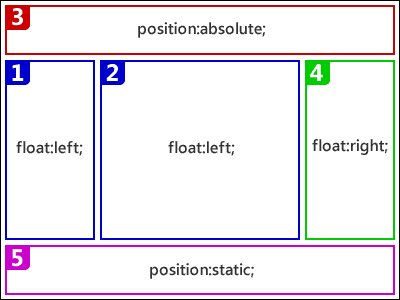 3
position:absolute;
1
float:left;
2
float:left;
4
float:right;
5
position:static;